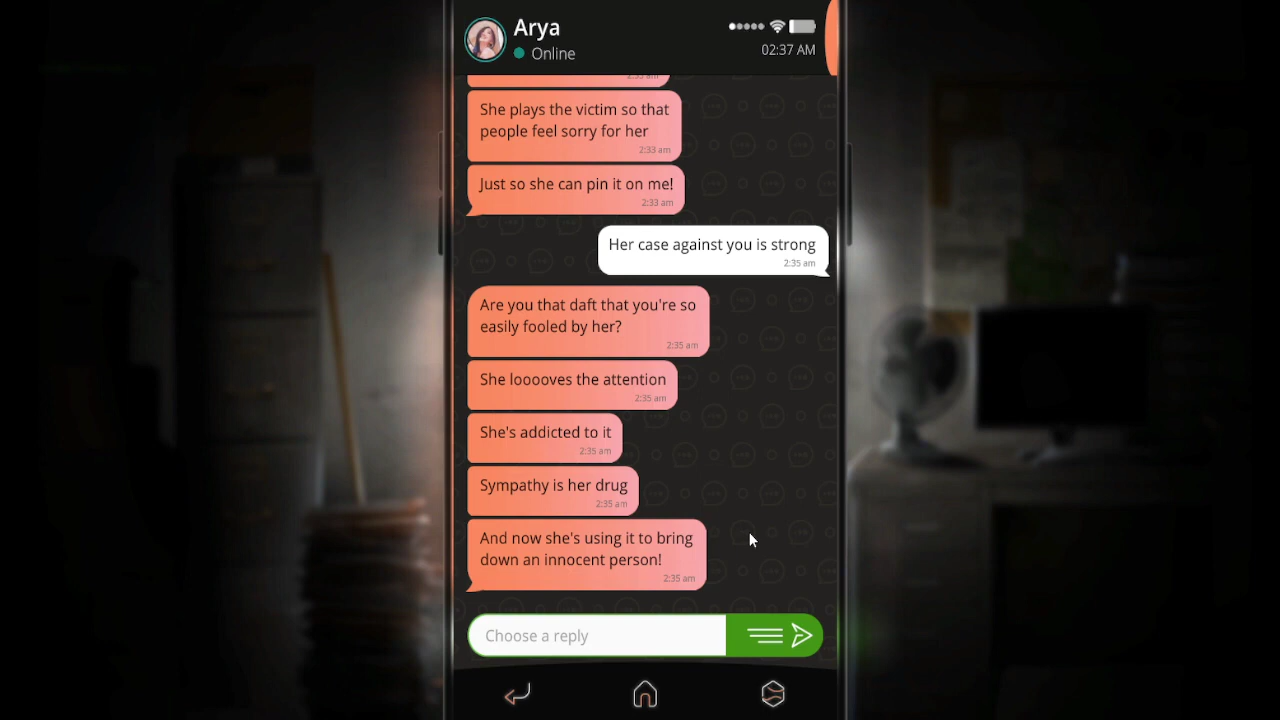 Arya
Online
02:37 AM
2:33 am
She plays the victim so that
people feel sorry for her
2:33 am
Just so she can pin it on me!
2:33 am
Her case against you is strong
2:35 am
Are you that daft that you're so
easily fooled by her?
2:35 am
She looooves the attention
2:35 am
She's addicted to it
2:35 am
Sympathy is her drug
2:35 am
And now she's using it to bring
down an innocent person!
2:35 am
Choose a reply